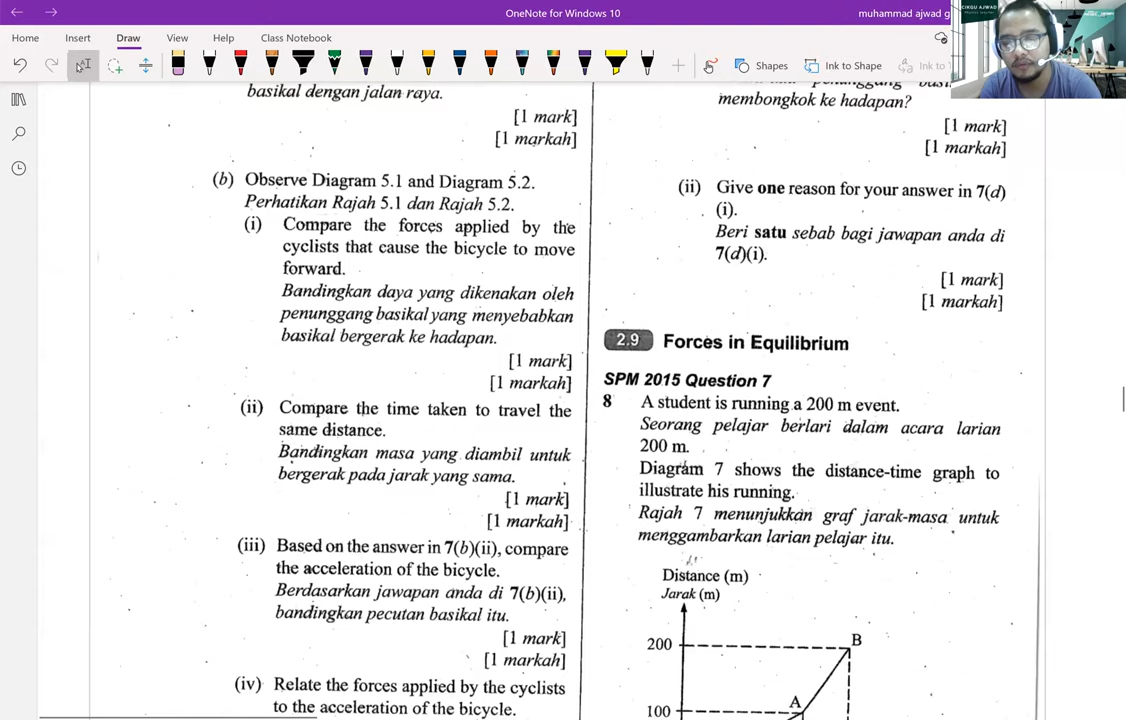 OneNote for Windows 10
muhammad ajwad g
CIKGU AJWAD
Home Insert Draw View Help Class Notebook
Shapes Ink to Shape Ink to
basikal dengan jalan raya.
[1 mark]
[1 markah]
(b) Observe Diagram 5.1 and Diagram 5.2.
Perhatikan Rajah 5.1 dan Rajah 5.2.
(i) Compare the forces applied by the
cyclists that cause the bicycle to move
forward.
Bandingkan daya yang dikenakan oleh
penunggang basikal yang menyebabkan
basikal bergerak ke hadapan.
[1 mark]
[1 markah]
(ii) Compare the time taken to travel the
same distance.
Bandingkan masa yang diambil untuk
bergerak pada jarak yang sama.
[1 mark]
[1 markah]
(iii) Based on the answer in 7(b)(ii), compare
the acceleration of the bicycle.
Berdasarkan jawapan anda di 7(b)(ii),
bandingkan pecutan basikal itu.
[1 mark]
[1 markah]
(iv) Relate the forces applied by the cyclists
to the acceleration of the bicycle.
membongkok ke hadapan?
[1 mark]
[1 markah]
(ii) Give one reason for your answer in 7(d)
(i).
Beri satu sebab bagi jawapan anda di
7(d)(i).
[1 mark]
[1 markah]
2.9 Forces in Equilibrium
SPM 2015 Question 7
8 A student is running a 200 m event.
Seorang pelajar berlari dalam acara larian
200 m.
Diagram 7 shows the distance-time graph to
illustrate his running.
Rajah 7 menunjukkan graf jarak-masa untuk
menggambarkan larian pelajar itu.
Distance (m)
Jarak (m)
200 B
100 A